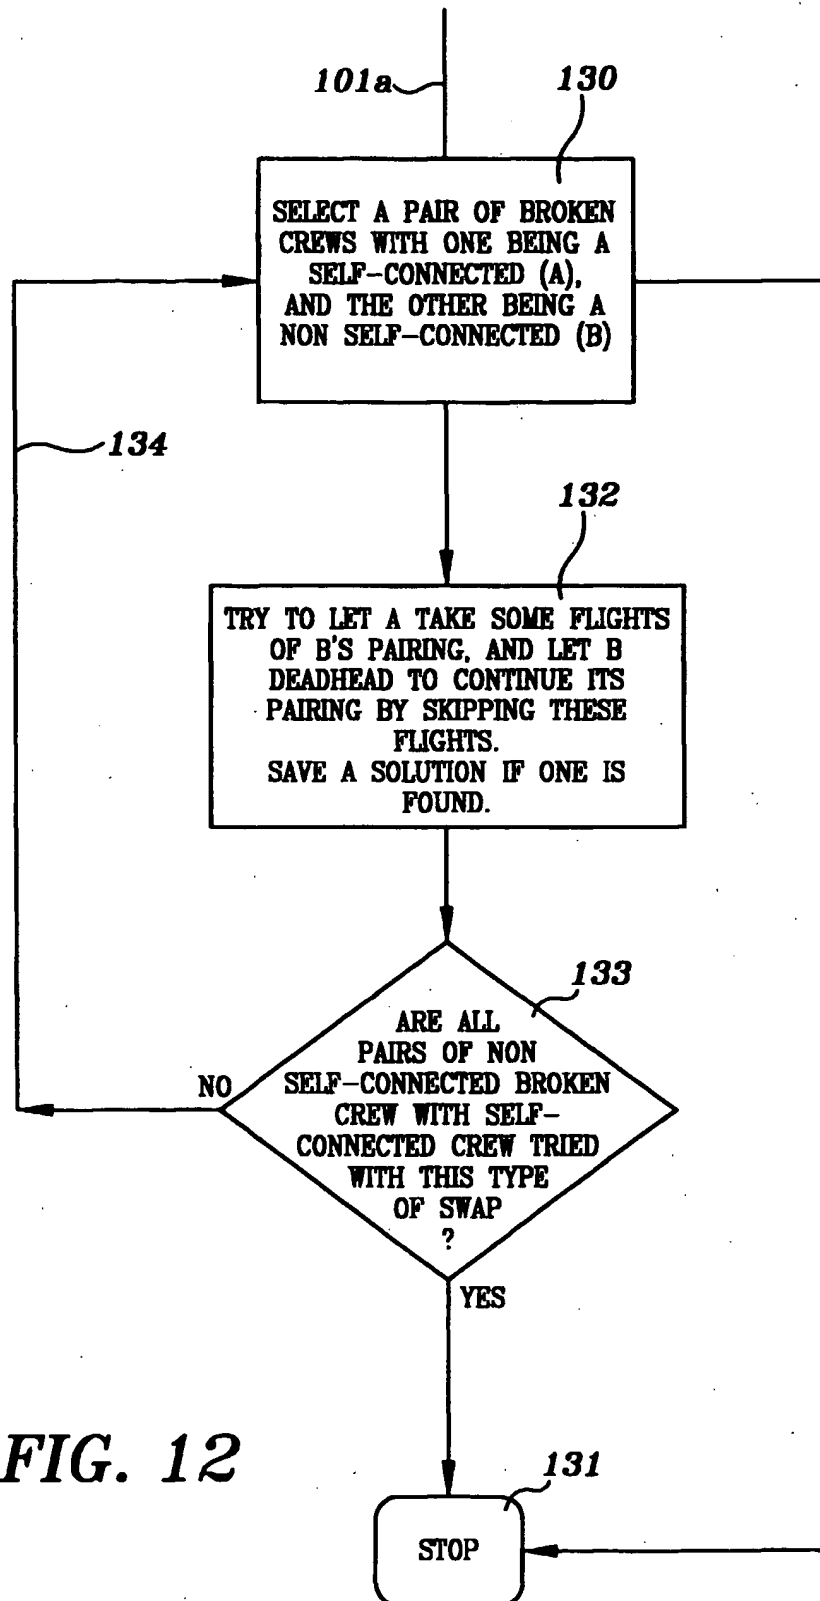 101a
130
SELECT A PAIR OF BROKEN
CREWS WITH ONE BEING A
SELF-CONNECTED (A),
AND THE OTHER BEING A
NON SELF-CONNECTED (B)
134
132
TRY TO LET A TAKE SOME FLIGHTS
OF B'S PAIRING, AND LET B
DEADHEAD TO CONTINUE ITS
PAIRING BY SKIPPING THESE
FLIGHTS.
SAVE A SOLUTION IF ONE IS
FOUND.
133
ARE ALL
PAIRS OF NON
SELF-CONNECTED BROKEN
CREW WITH SELF-
CONNECTED CREW TRIED
WITH THIS TYPE
OF SWAP
?
NO
YES
FIG. 12
131
STOP